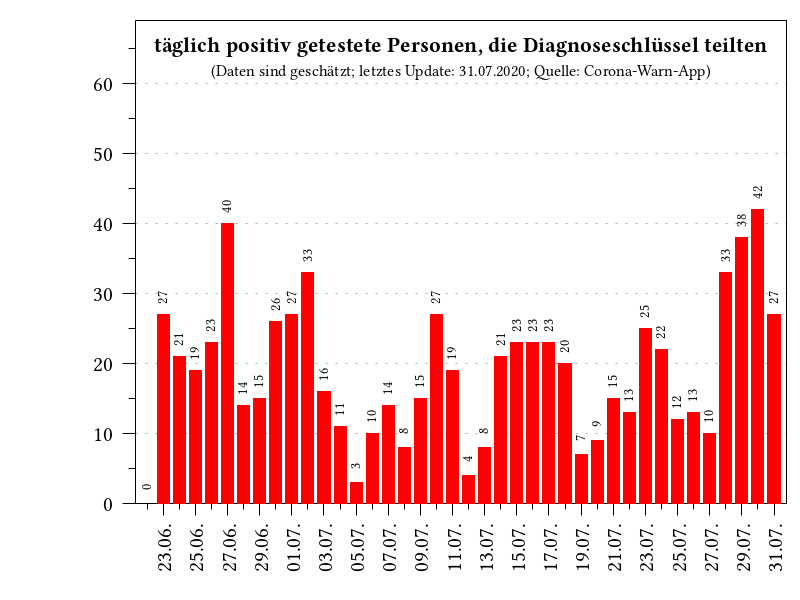 täglich positiv getestete Personen, die Diagnoseschlüssel teilten
(Daten sind geschätzt; letztes Update: 31.07.2020; Quelle: Corona-Warn-App)
60
50
40
30
20
10
0
0 27 21 19 23 40 14 15 26 27 33 16 11 3 10 14 8 15 27 19 4 8 21 23 23 23 20 7 9 15 13 25 22 12 13 10 33 38 42 27
23.06. 25.06. 27.06. 29.06. 01.07. 03.07. 05.07. 07.07. 09.07. 11.07. 13.07. 15.07. 17.07. 19.07. 21.07. 23.07. 25.07. 27.07. 29.07. 31.07.